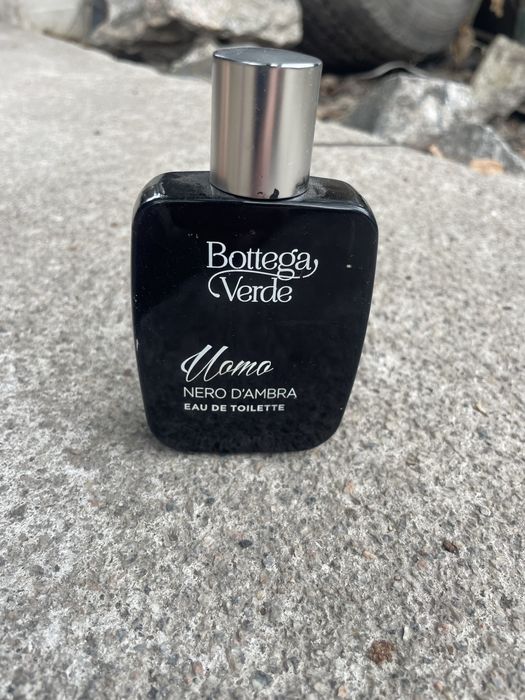 Bottega
Verde
Uomo
NERO D'AMBRA
EAU DE TOILETTE